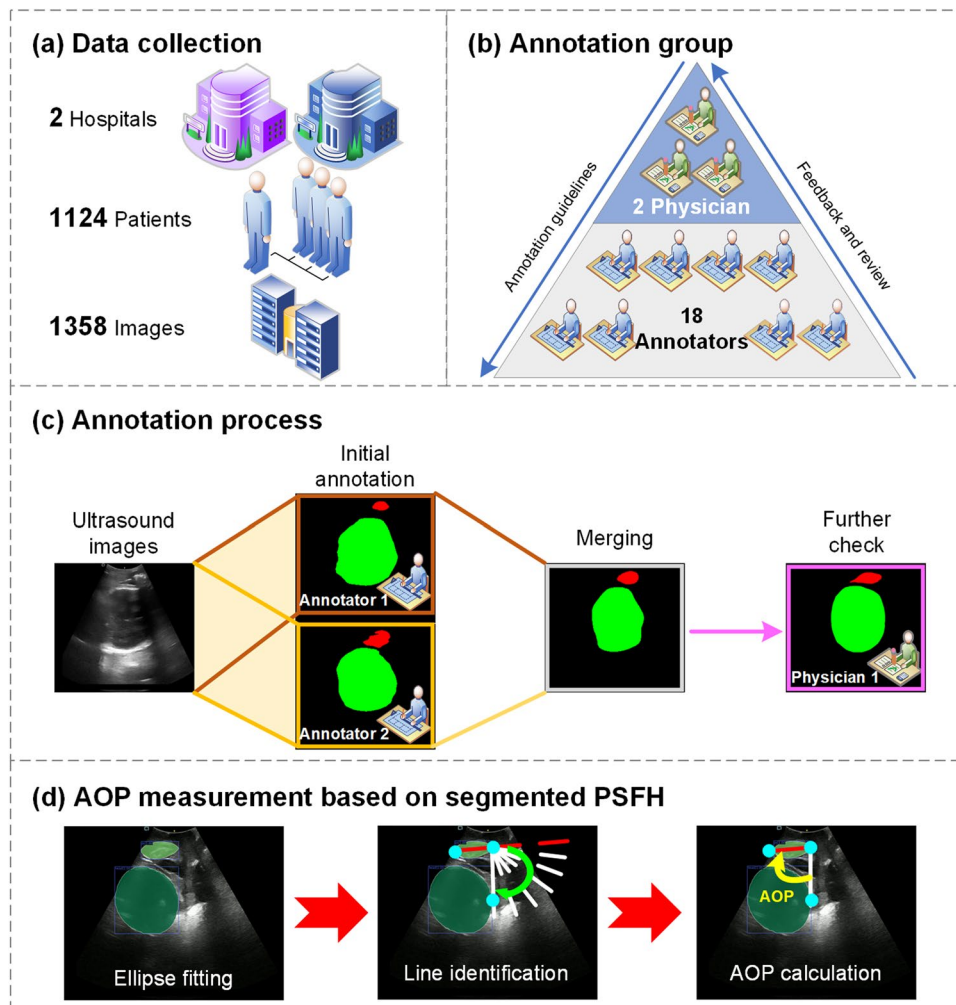 (a) Data collection
2 Hospitals
1124 Patients
1358 Images
(b) Annotation group
Annotation guidelines
Feedback and review
2 Physician
18
Annotators
(c) Annotation process
Ultrasound
images
Initial
annotation
Annotator 1
Annotator 2
Merging
Further
check
Physician 1
(d) AOP measurement based on segmented PSFH
Ellipse fitting
Line identification
AOP
AOP calculation